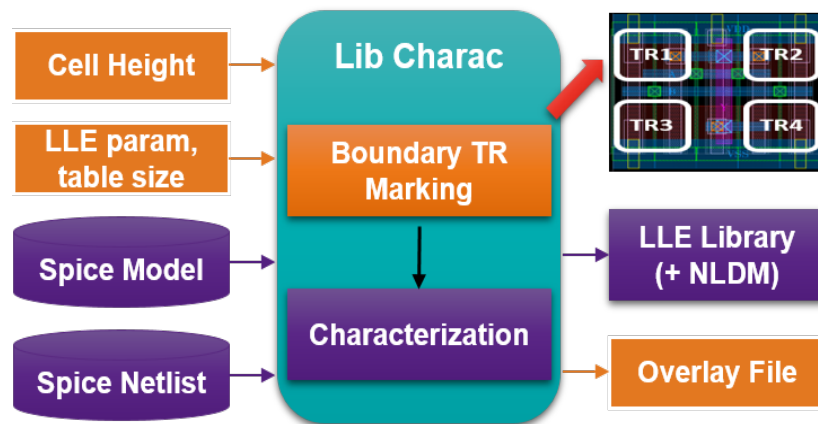 Cell Height
LLE param,
table size
Spice Model
Spice Netlist
Lib Charac
Boundary TR
Marking
Characterization
TR1
TR2
TR3
TR4
LLE Library
(+ NLDM)
Overlay File